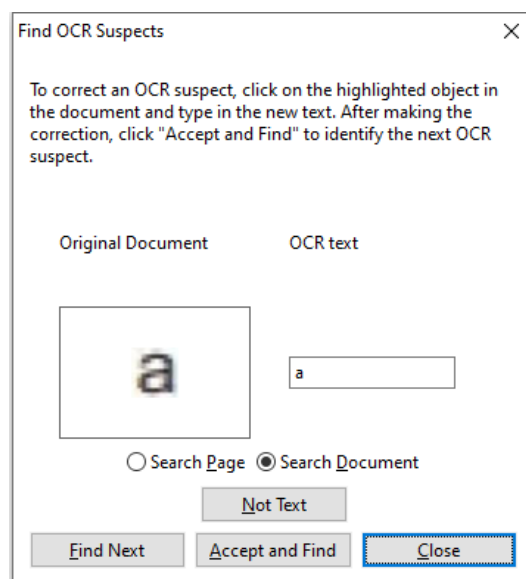 Find OCR Suspects
To correct an OCR suspect, click on the highlighted object in
the document and type in the new text. After making the
correction, click "Accept and Find" to identify the next OCR
suspect.
Original Document OCR text
a a
Search Page Search Document
Not Text
Find Next Accept and Find Close